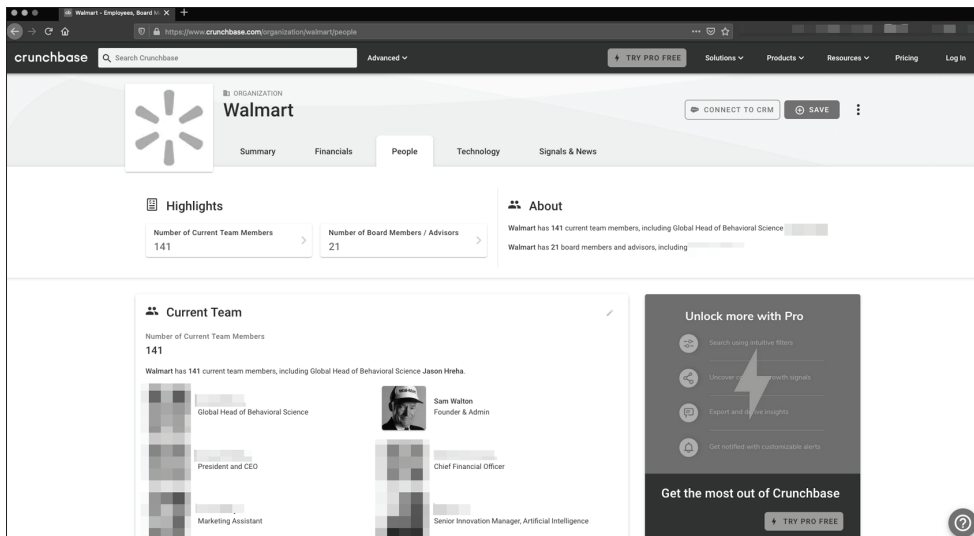 Walmart - Employees, Board M
https://www.crunchbase.com/organization/walmart/people
crunchbase
Search Crunchbase
Advanced
TRY PRO FREE
Solutions
Products
Resources
Pricing
Log In
ORGANIZATION
Walmart
CONNECT TO CRM
SAVE
Summary
Financials
People
Technology
Signals & News
Highlights
Number of Current Team Members
141
Number of Board Members / Advisors
21
About
Walmart has 141 current team members, including Global Head of Behavioral Science
Walmart has 21 board members and advisors, including
Current Team
Number of Current Team Members
141
Walmart has 141 current team members, including Global Head of Behavioral Science Jason Hreha.
Global Head of Behavioral Science
Sam Walton
Founder & Admin
President and CEO
Chief Financial Officer
Marketing Assistant
Senior Innovation Manager, Artificial Intelligence
Unlock more with Pro
Search using intuitive filters
Uncover growth signals
Export and derive insights
Get notified with customizable alerts
Get the most out of Crunchbase
TRY PRO FREE